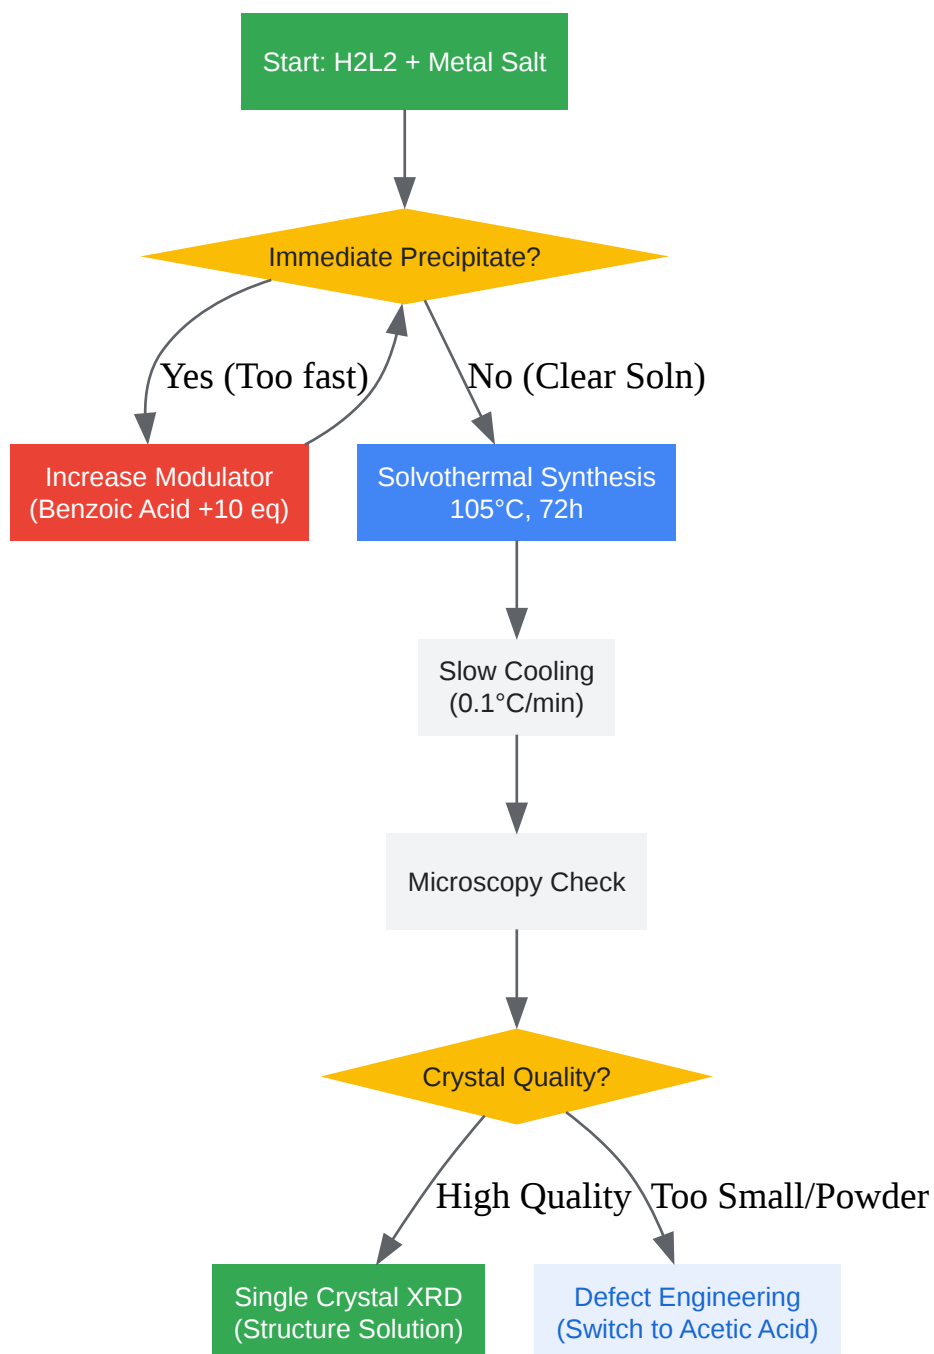 Start: H2L2 + Metal Salt
Immediate Precipitate?
Yes (Too fast)
No (Clear Soln)
Increase Modulator
(Benzoic Acid +10 eq)
Solvothermal Synthesis
105°C, 72h
Slow Cooling
(0.1°C/min)
Microscopy Check
Crystal Quality?
High Quality
Too Small/Powder
Single Crystal XRD
(Structure Solution)
Defect Engineering
(Switch to Acetic Acid)